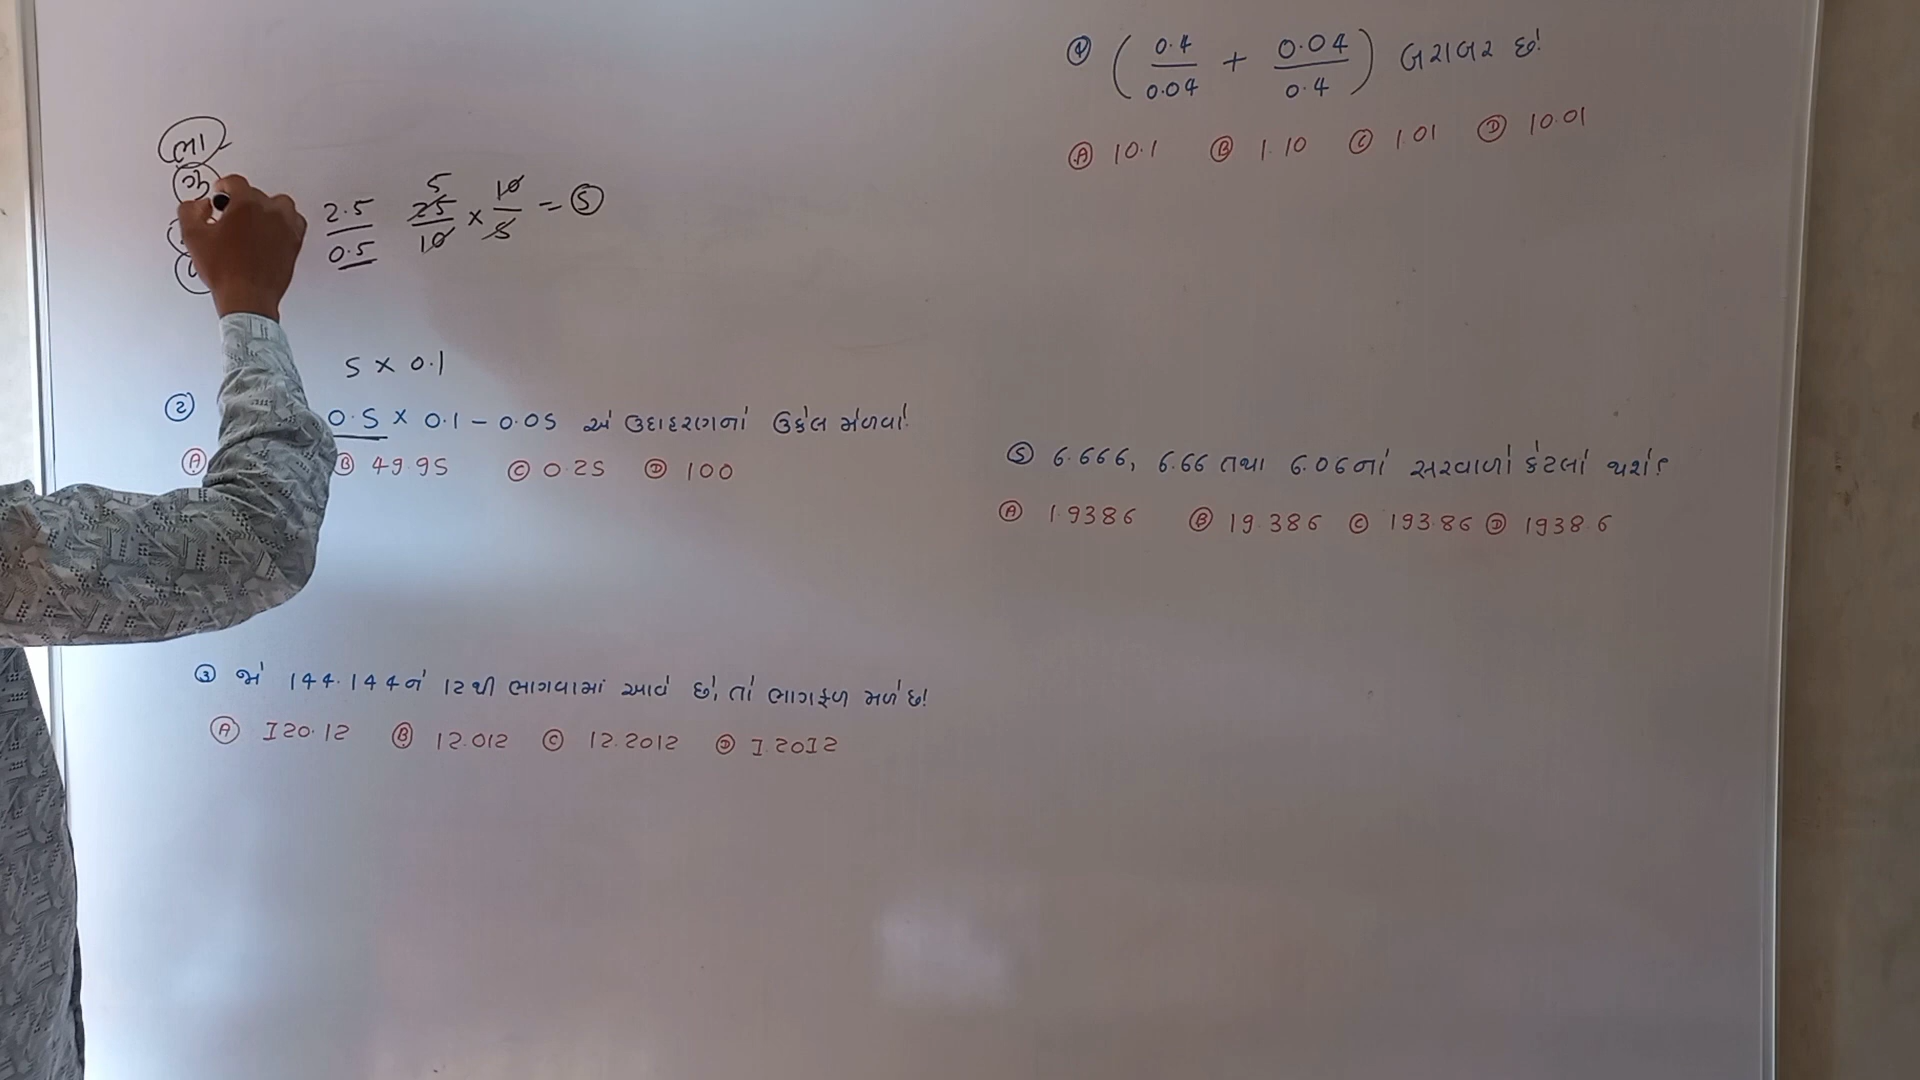 ભા
ગુ
2.5 / 0.5  5  25 / 10 × 10 / 5 = 5
5 × 0.1
② 0.5 × 0.1 - 0.05 એ ઉદાહરણનો ઉકેલ મેળવો!
Ⓐ Ⓑ 49.95 Ⓒ 0.25 Ⓓ 100
③ જો 144.144ને 12થી ભાગવામાં આવે છે, તો ભાગફળ મળે છે!
Ⓐ 120.12 Ⓑ 12.012 Ⓒ 12.2012 Ⓓ 1.2012
④ (0.4 / 0.04 + 0.04 / 0.4) બરાબર છે!
Ⓐ 10.1 Ⓑ 1.10 Ⓒ 1.01 Ⓓ 10.01
⑤ 6.666, 6.66 તથા 6.06નો સરવાળો કેટલો થશે?
Ⓐ 1.9386 Ⓑ 19.386 Ⓒ 193.86 Ⓓ 1938.6